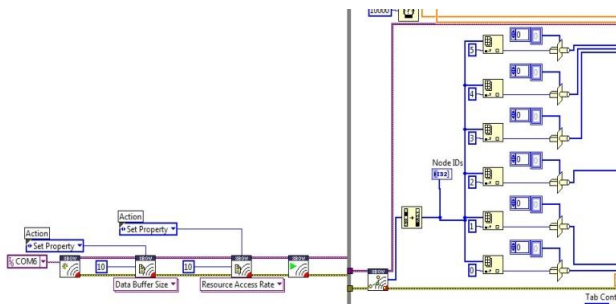 10000
0
5
0
4
0
3
Node IDs
I32
0
2
0
1
0
0
Action
Set Property
Action
Set Property
COM6
10
10
Data Buffer Size
Resource Access Rate
Tab Cont